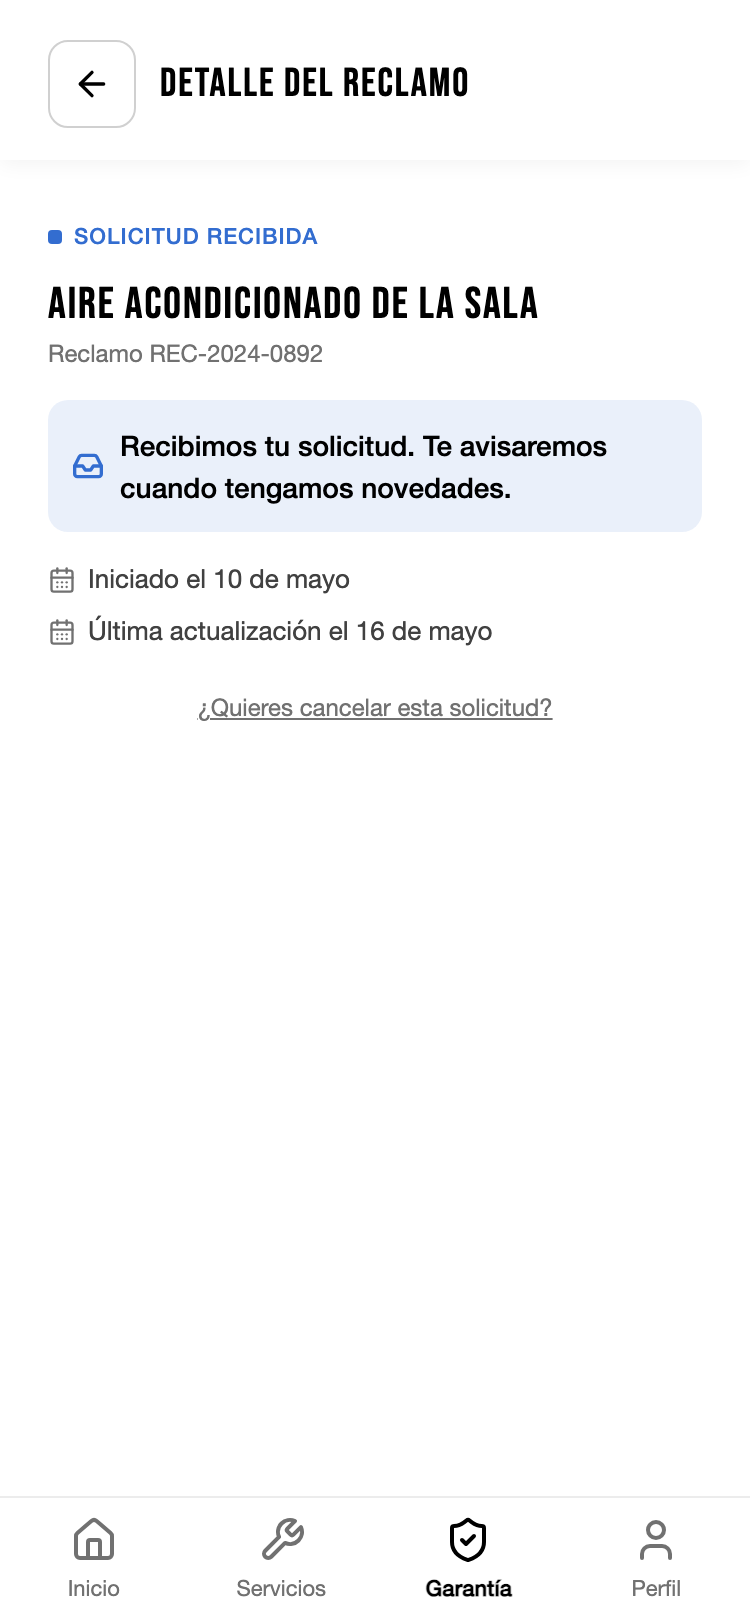 DETALLE DEL RECLAMO
SOLICITUD RECIBIDA
AIRE ACONDICIONADO DE LA SALA
Reclamo REC-2024-0892
Recibimos tu solicitud. Te avisaremos
cuando tengamos novedades.
Iniciado el 10 de mayo
Última actualización el 16 de mayo
¿Quieres cancelar esta solicitud?
Inicio
Servicios
Garantía
Perfil